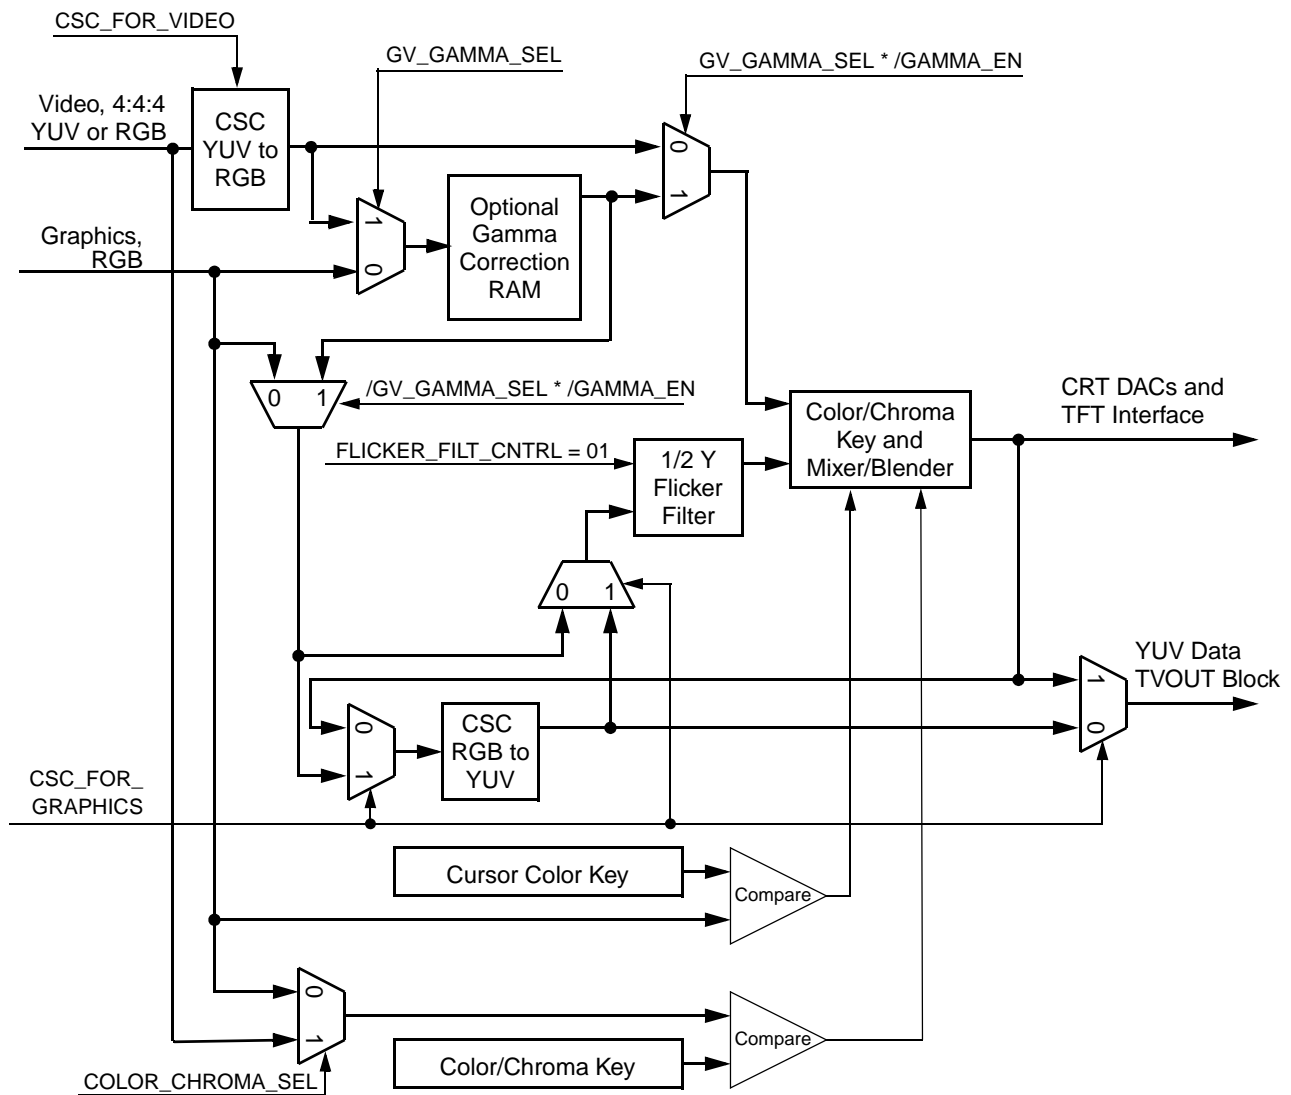 CSC_FOR_VIDEO
GV_GAMMA_SEL
GV_GAMMA_SEL * /GAMMA_EN
Video, 4:4:4
YUV or RGB
CSC
YUV to
RGB
0
1
1
0
Optional
Gamma
Correction
RAM
Graphics,
RGB
0 1
/GV_GAMMA_SEL * /GAMMA_EN
FLICKER_FILT_CNTRL = 01
1/2 Y
Flicker
Filter
Color/Chroma
Key and
Mixer/Blender
CRT DACs and
TFT Interface
0 1
YUV Data
TVOUT Block
1
0
0
1
CSC
RGB to
YUV
CSC_FOR_
GRAPHICS
Cursor Color Key
Compare
0
1
Compare
Color/Chroma Key
COLOR_CHROMA_SEL